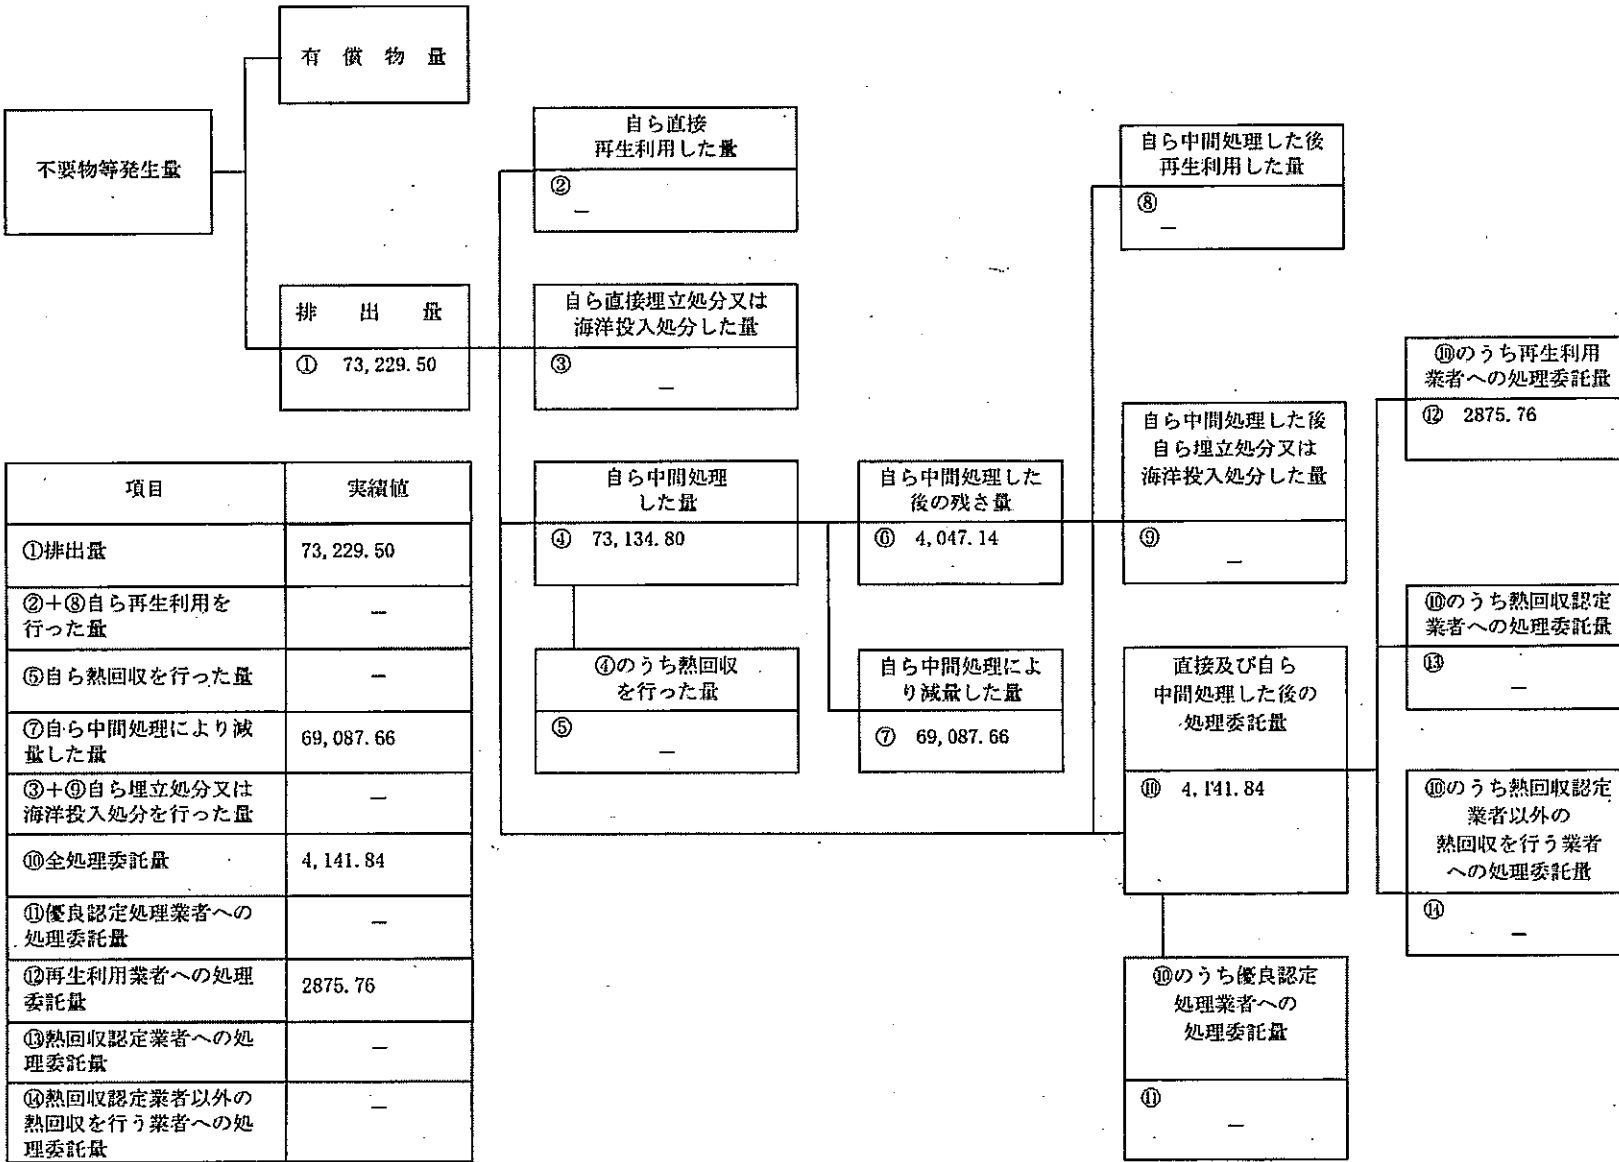 有償物量
不要物等発生量
排出量
① 73,229.50
自ら直接
再生利用した量
②
－
自ら直接埋立処分又は
海洋投入処分した量
③
－
自ら中間処理
した量
④ 73,134.80
④のうち熱回収
を行った量
⑤
－
自ら中間処理した
後の残さ量
⑥ 4,047.14
自ら中間処理によ
り減量した量
⑦ 69,087.66
自ら中間処理した後
再生利用した量
⑧
－
自ら中間処理した後
自ら埋立処分又は
海洋投入処分した量
⑨
－
直接及び自ら
中間処理した後の
処理委託量
⑩ 4,141.84
⑩のうち優良認定
処理業者への
処理委託量
⑪
－
⑩のうち再生利用
業者への処理委託量
⑫ 2875.76
⑩のうち熱回収認定
業者への処理委託量
⑬
－
⑩のうち熱回収認定
業者以外の
熱回収を行う業者
への処理委託量
⑭
－
項目 実績値
①排出量 73,229.50
②＋⑧自ら再生利用を
行った量 －
⑤自ら熱回収を行った量 －
⑦自ら中間処理により減
量した量 69,087.66
③＋⑨自ら埋立処分又は
海洋投入処分を行った量 －
⑩全処理委託量 4,141.84
⑪優良認定処理業者への
処理委託量 －
⑫再生利用業者への処理
委託量 2875.76
⑬熱回収認定業者への処
理委託量 －
⑭熱回収認定業者以外の
熱回収を行う業者への処
理委託量 －